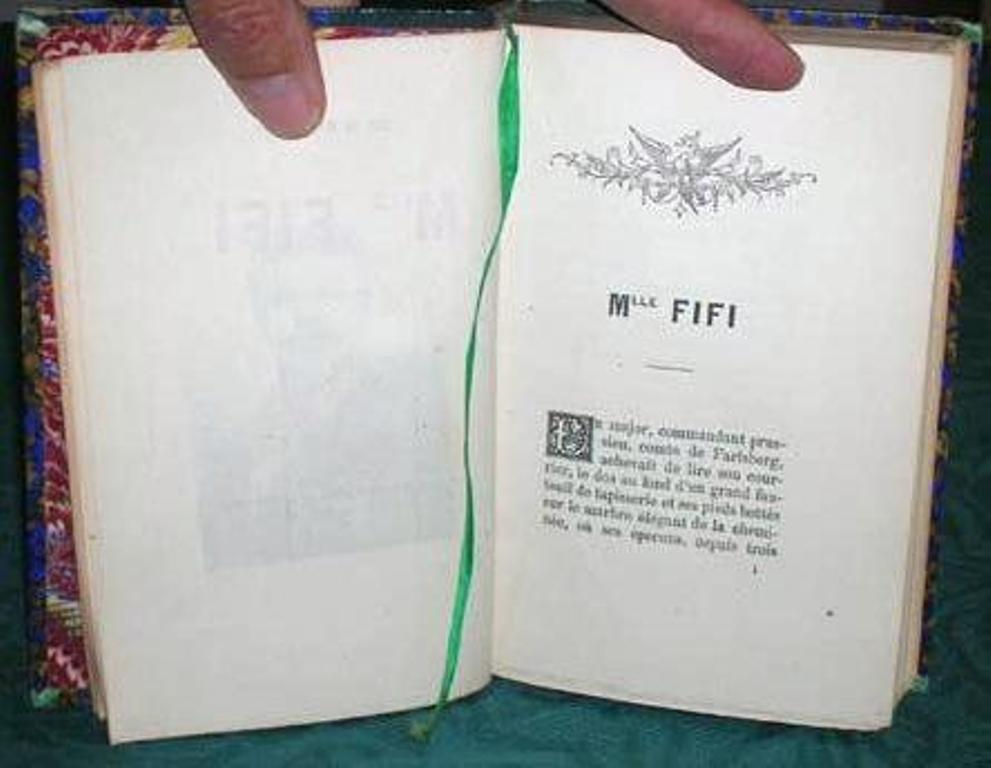 Mlle FIFI
Le major, commandant prus-
sien, comte de Farlsberg,
achevait de lire son cour-
rier, le dos au fond d'un grand fau-
teuil de tapisserie et ses pieds bottés
sur le marbre élégant de la chemi-
née, où ses éperons, depuis trois
1